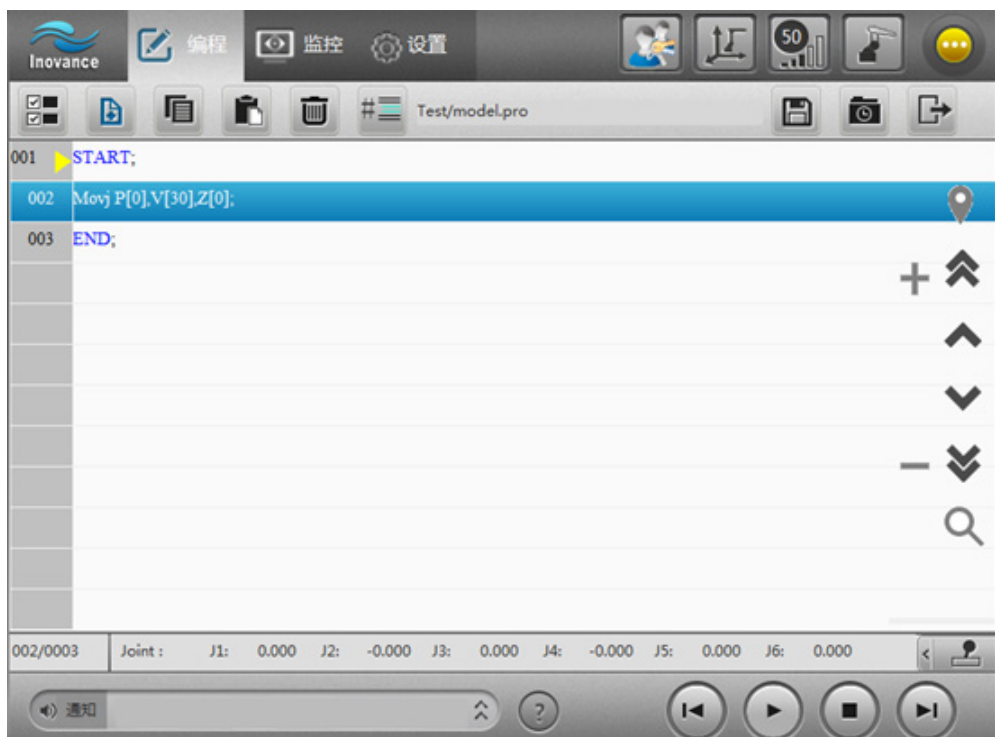 Inovance 编程 监控 设置 50
Test/model.pro
001 START;
002 Movj P[0],V[30],Z[0];
003 END;
002/0003 Joint : J1: 0.000 J2: -0.000 J3: 0.000 J4: -0.000 J5: 0.000 J6: 0.000
通知